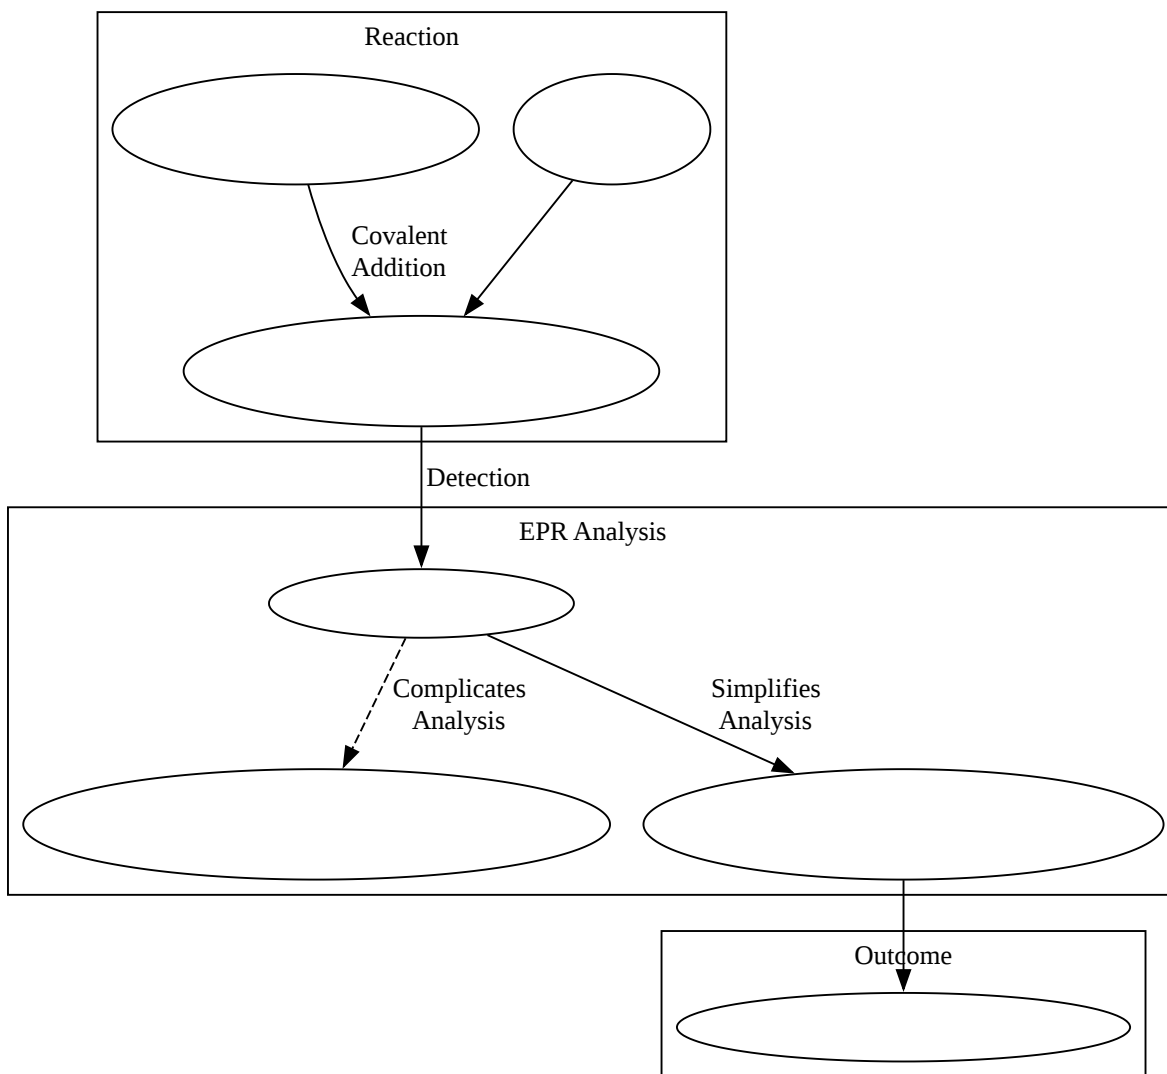 Reaction
Covalent
Addition
Detection
EPR Analysis
Complicates
Analysis
Simplifies
Analysis
Outcome